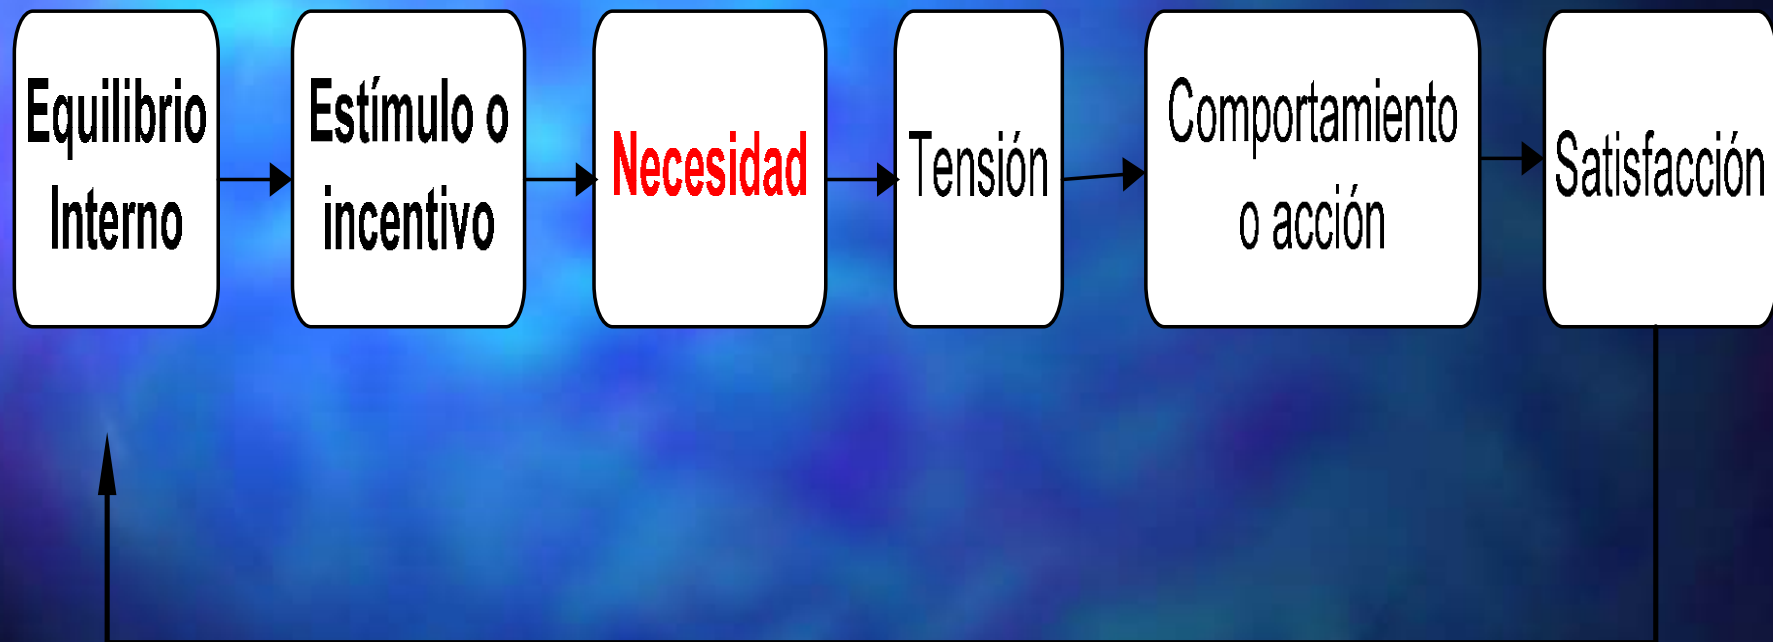 Equilibrio
Interno
Estímulo o
incentivo
Necesidad
Tensión
Comportamiento
o acción
Satisfacción